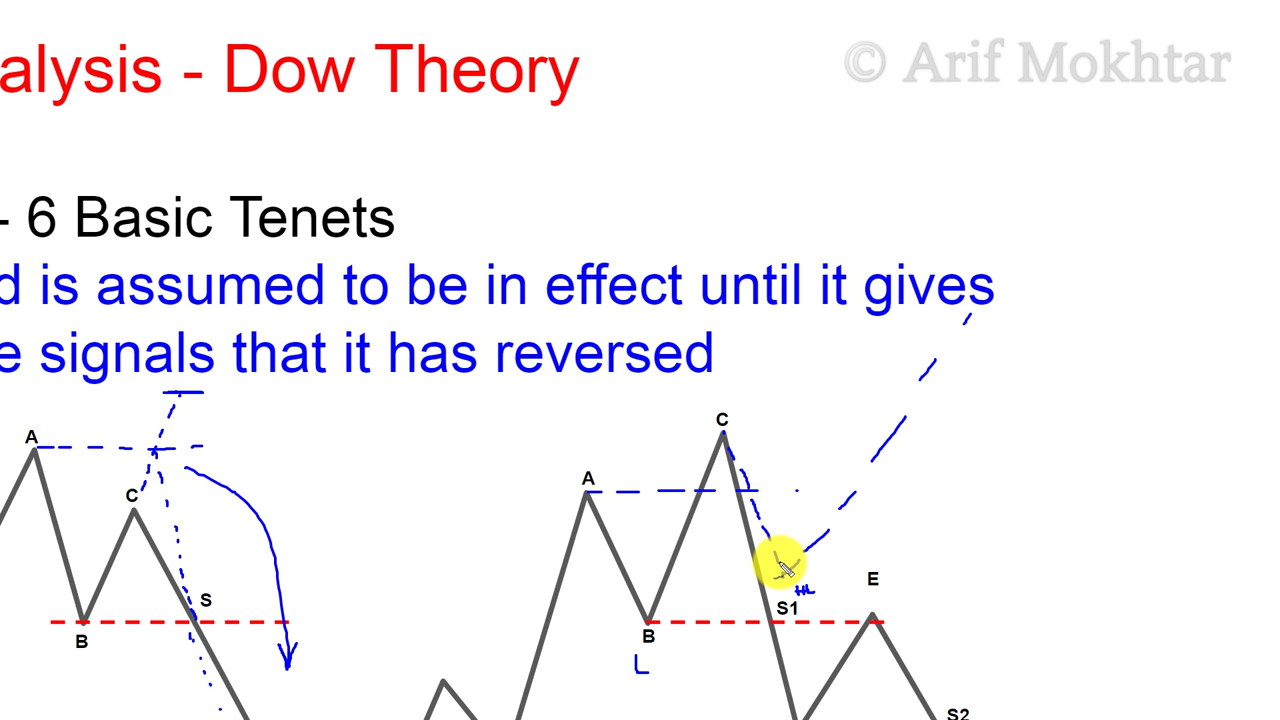 alysis - Dow Theory
© Arif Mokhtar
- 6 Basic Tenets
d is assumed to be in effect until it gives
e signals that it has reversed
A
C
B
S
A
C
B
L
HL
S1
E
S2